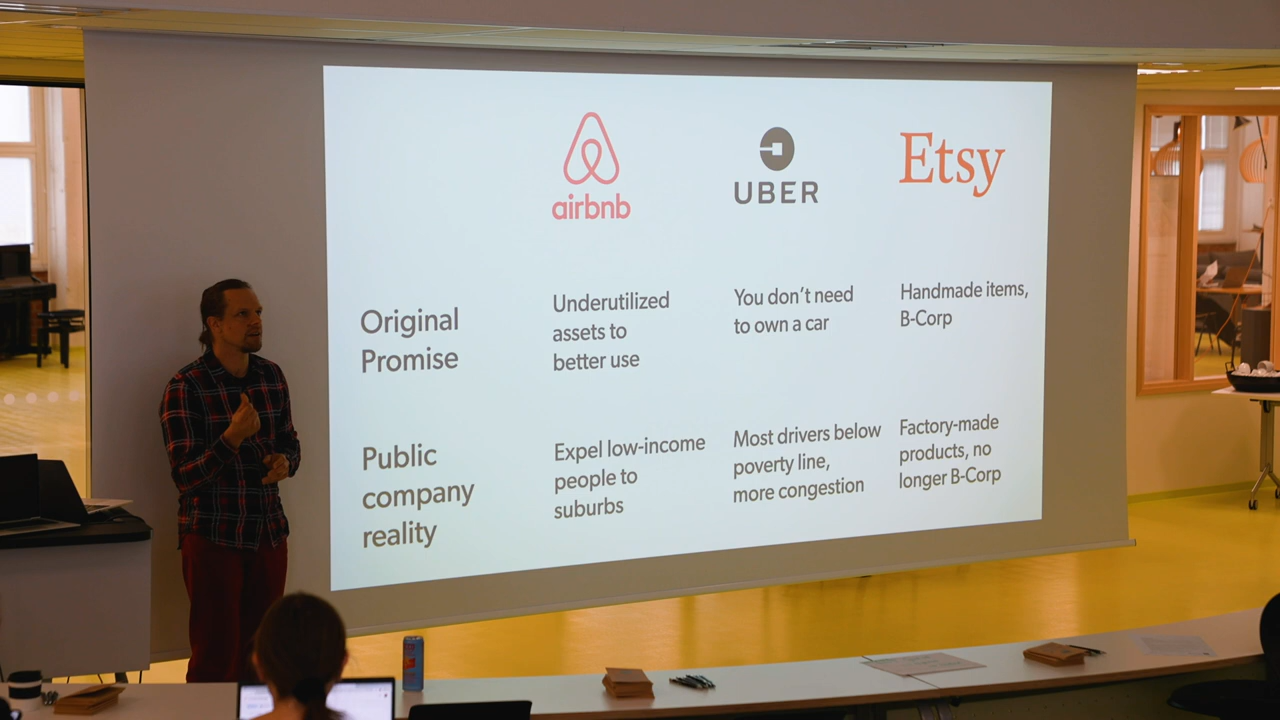 airbnb
UBER
Etsy
Original
Promise
Underutilized
assets to
better use
You don't need
to own a car
Handmade items,
B-Corp
Public
company
reality
Expel low-income
people to
suburbs
Most drivers below
poverty line,
more congestion
Factory-made
products, no
longer B-Corp